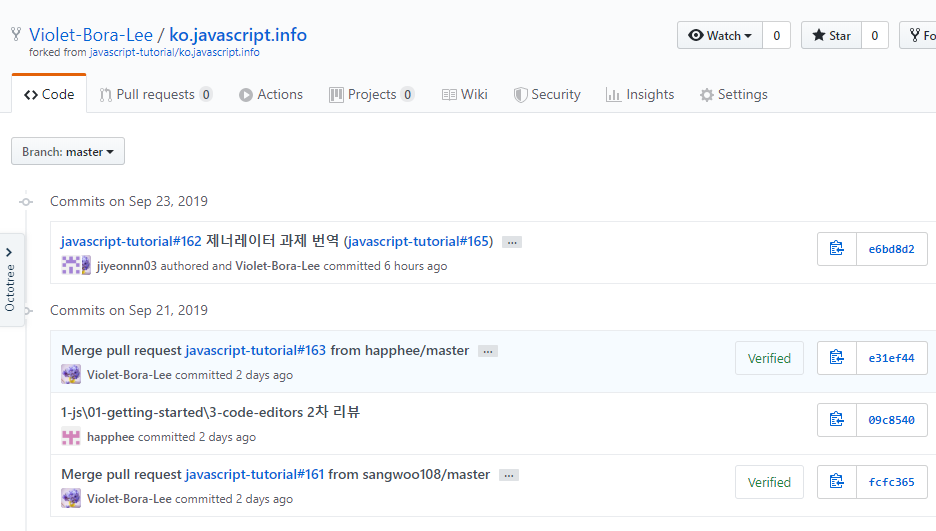 Violet-Bora-Lee / ko.javascript.info
Watch 0 Star 0 Fo
forked from javascript-tutorial/ko.javascript.info
Code Pull requests 0 Actions Projects 0 Wiki Security Insights Settings
Branch: master
Commits on Sep 23, 2019
javascript-tutorial#162 제너레이터 과제 번역 (javascript-tutorial#165) ...
e6bd8d2
jiyeonnn03 authored and Violet-Bora-Lee committed 6 hours ago
Octotree
Commits on Sep 21, 2019
Merge pull request javascript-tutorial#163 from happhee/master ...
Verified e31ef44
Violet-Bora-Lee committed 2 days ago
1-js\01-getting-started\3-code-editors 2차 리뷰
09c8540
happhee committed 2 days ago
Merge pull request javascript-tutorial#161 from sangwoo108/master ...
Verified fcfc365
Violet-Bora-Lee committed 2 days ago